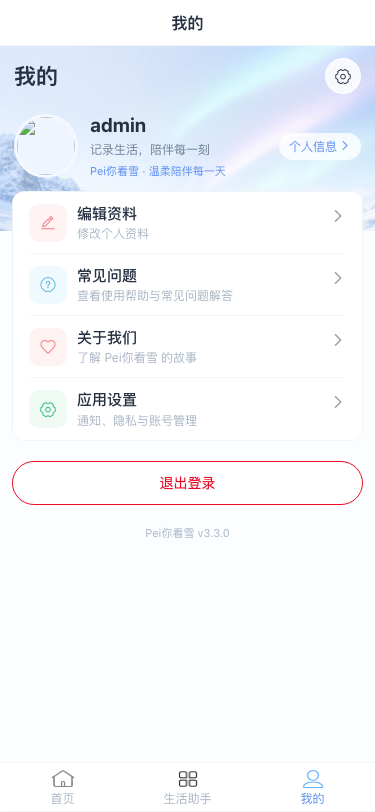 我的
我的
admin
记录生活，陪伴每一刻
Pei你看雪 · 温柔陪伴每一天
个人信息
编辑资料
修改个人资料
常见问题
查看使用帮助与常见问题解答
关于我们
了解 Pei你看雪 的故事
应用设置
通知、隐私与账号管理
退出登录
Pei你看雪 v3.3.0
首页
生活助手
我的